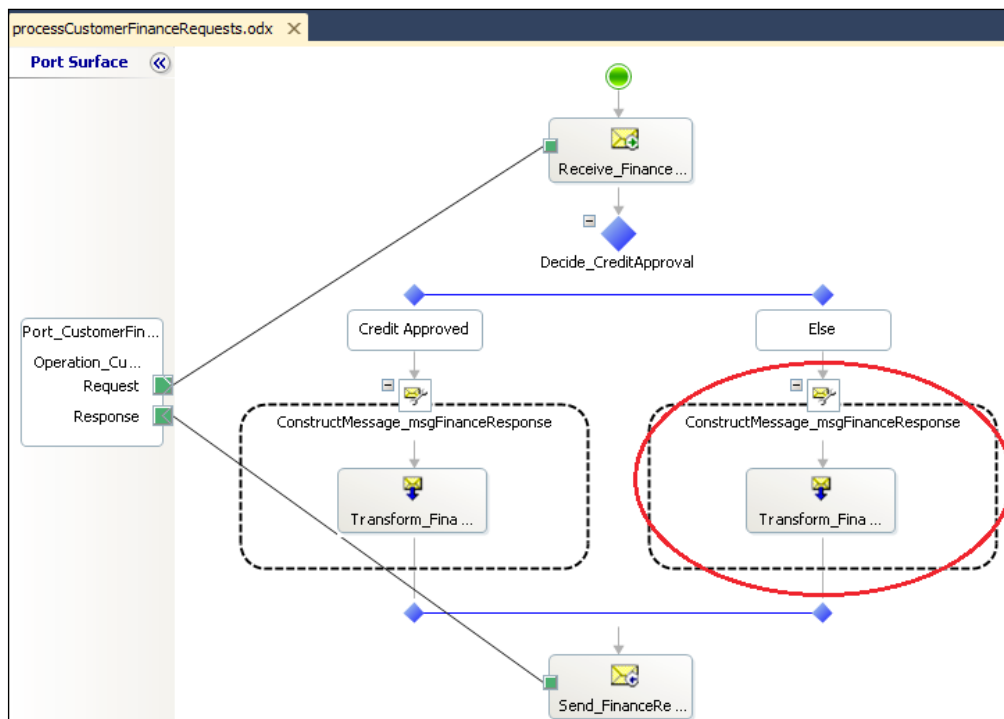 processCustomerFinanceRequests.odx
Port Surface
Receive_Finance ...
Decide_CreditApproval
Credit Approved
Else
Port_CustomerFin...
Operation_Cu...
Request
Response
ConstructMessage_msgFinanceResponse
ConstructMessage_msgFinanceResponse
Transform_Fina ...
Transform_Fina ...
Send_FinanceRe ...